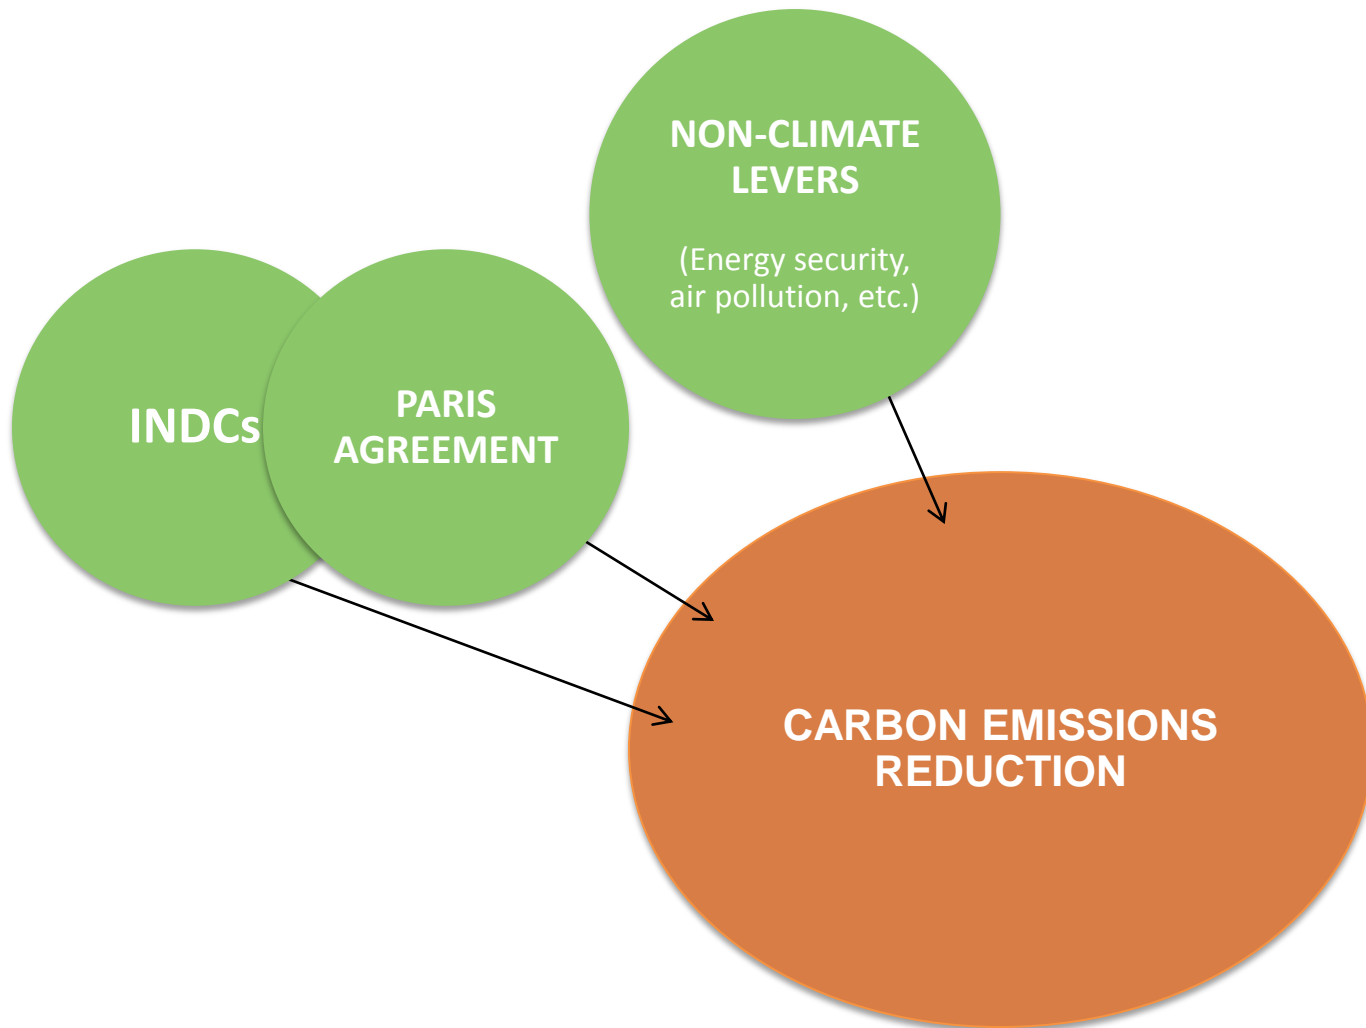 NON-CLIMATE
LEVERS
(Energy security,
air pollution, etc.)
INDCs
PARIS
AGREEMENT
CARBON EMISSIONS
REDUCTION